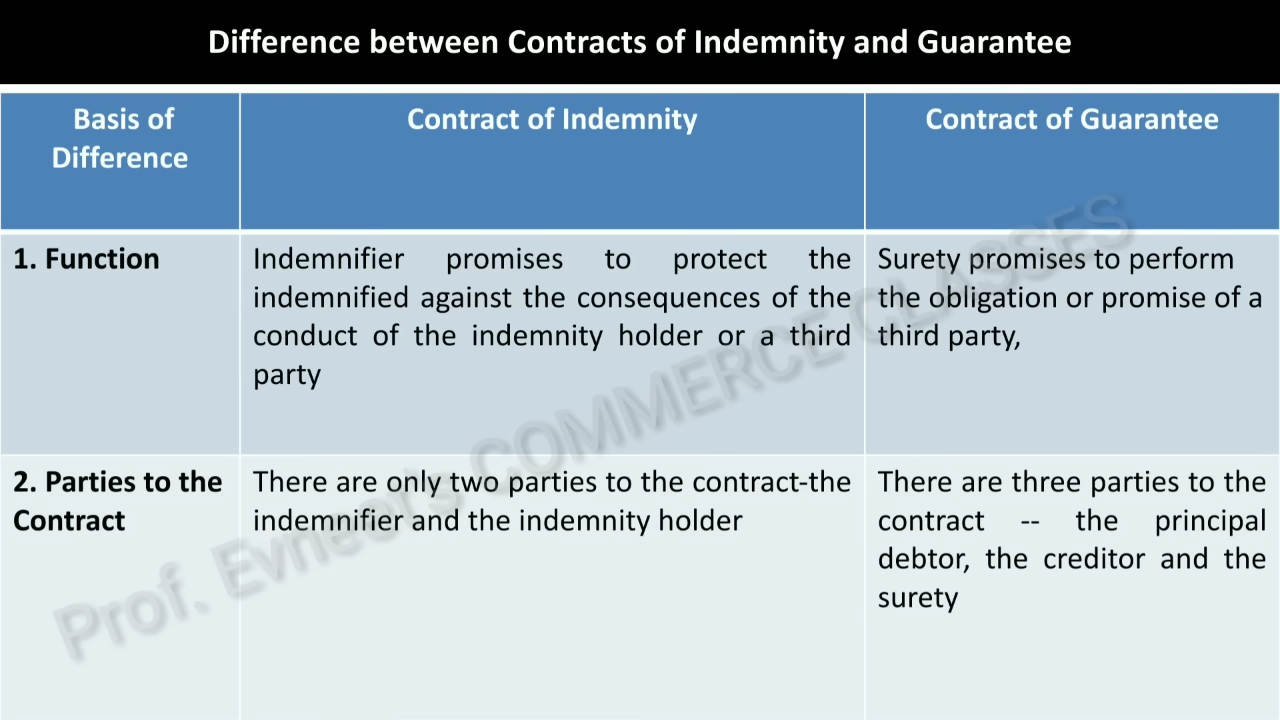 Difference between Contracts of Indemnity and Guarantee
Basis of
Difference
Contract of Indemnity
Contract of Guarantee
1. Function
Indemnifier promises to protect the
indemnified against the consequences of the
conduct of the indemnity holder or a third
party
Surety promises to perform
the obligation or promise of a
third party,
2. Parties to the
Contract
There are only two parties to the contract-the
indemnifier and the indemnity holder
There are three parties to the
contract -- the principal
debtor, the creditor and the
surety
Prof. Evneer's COMMERCE CLASSES